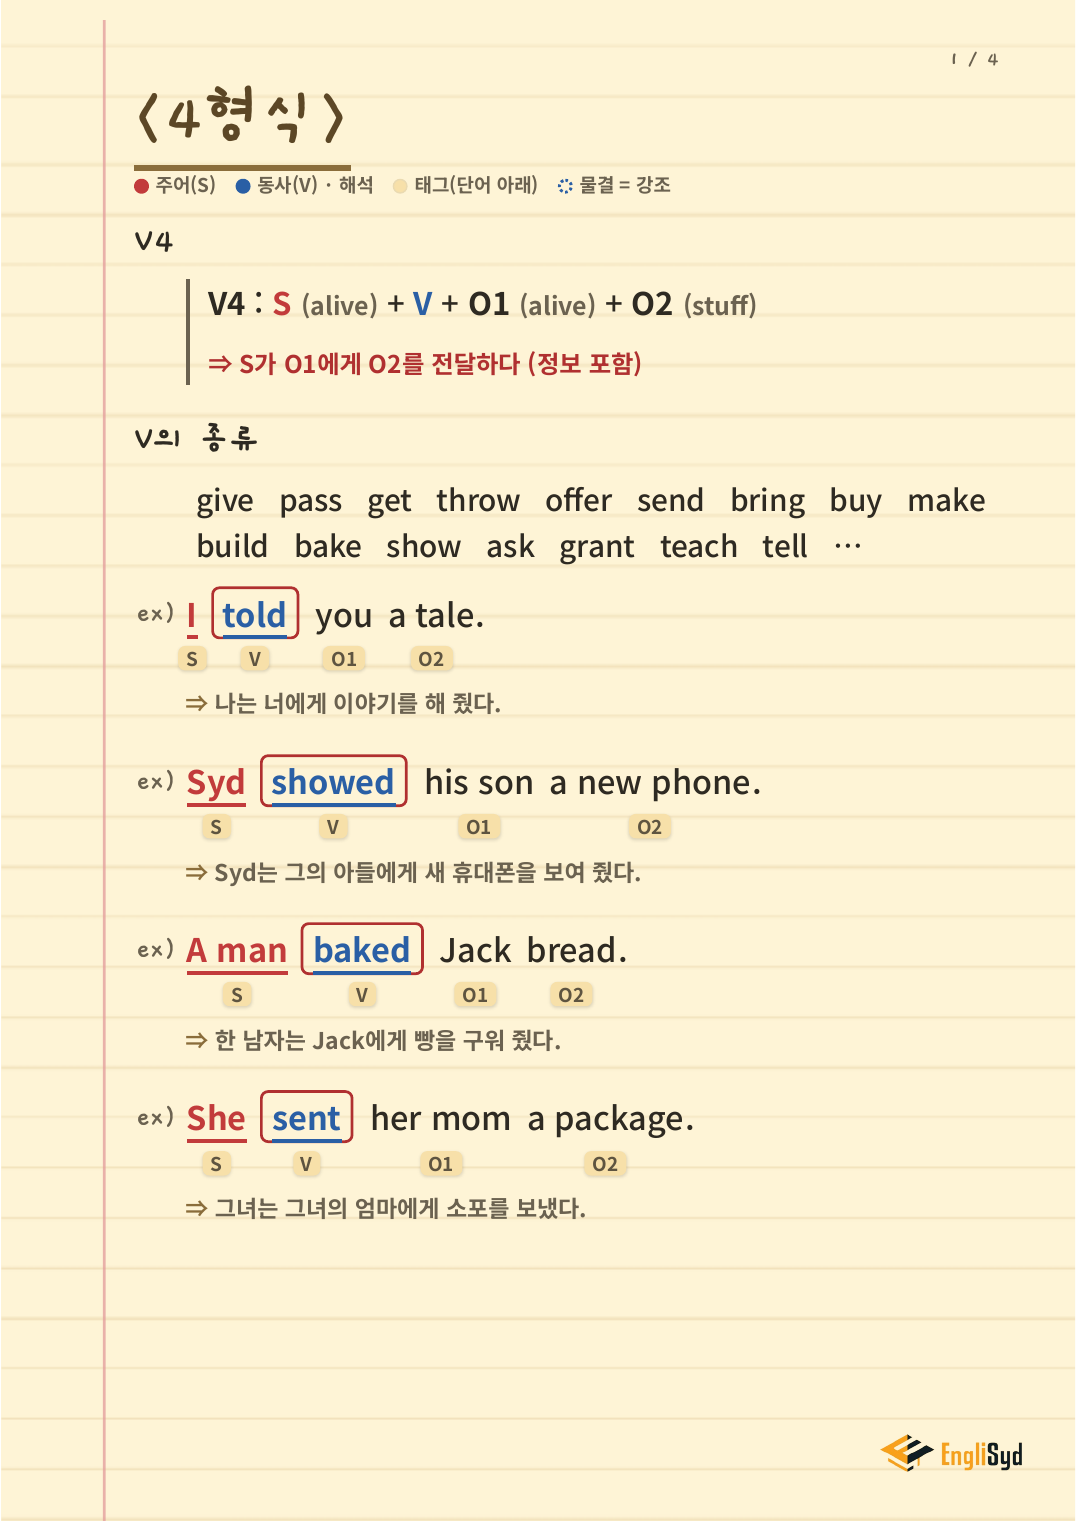 1 / 4
<4형식>
주어(S) 동사(V) · 해석 태그(단어 아래) 물결 = 강조
V4
V4 : S (alive) + V + O1 (alive) + O2 (stuff)
⇒ S가 O1에게 O2를 전달하다 (정보 포함)
V의 종류
give pass get throw offer send bring buy make
build bake show ask grant teach tell ⋯
ex) I told you a tale.
S V O1 O2
⇒ 나는 너에게 이야기를 해 줬다.
ex) Syd showed his son a new phone.
S V O1 O2
⇒ Syd는 그의 아들에게 새 휴대폰을 보여 줬다.
ex) A man baked Jack bread.
S V O1 O2
⇒ 한 남자는 Jack에게 빵을 구워 줬다.
ex) She sent her mom a package.
S V O1 O2
⇒ 그녀는 그녀의 엄마에게 소포를 보냈다.
EngliSyd